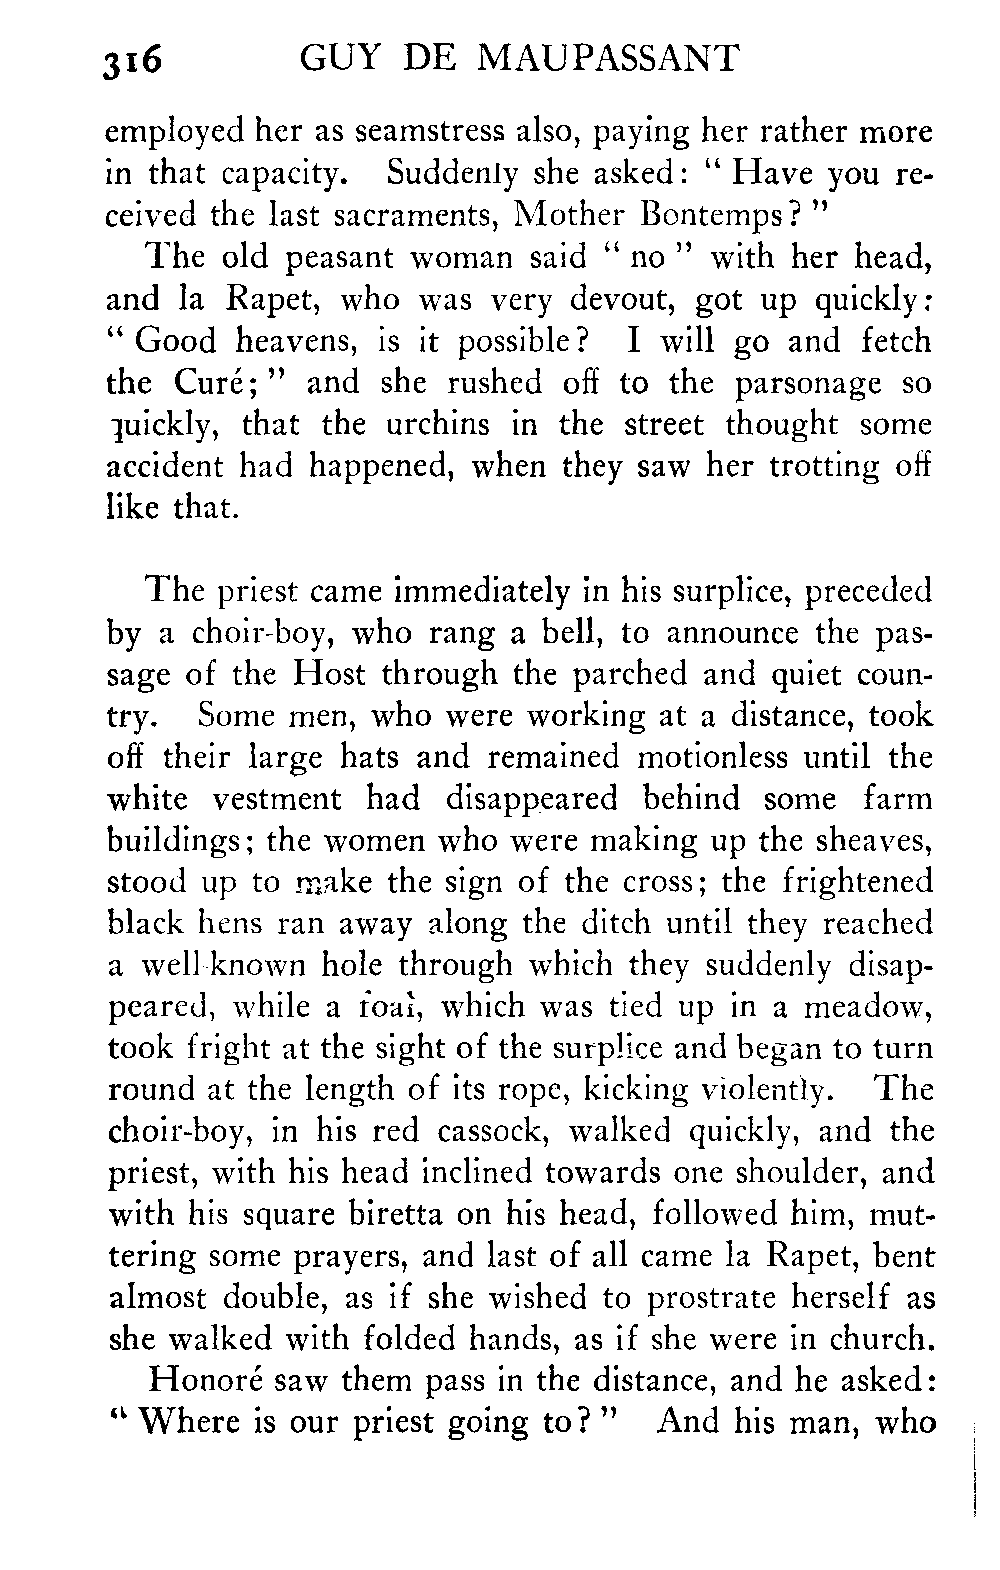 316 GUY DE MAUPASSANT
employed her as seamstress also, paying her rather more
in that capacity. Suddenly she asked: “ Have you re-
ceived the last sacraments, Mother Bontemps? ”
The old peasant woman said “ no ” with her head,
and la Rapet, who was very devout, got up quickly:
“ Good heavens, is it possible? I will go and fetch
the Curé; ” and she rushed off to the parsonage so
quickly, that the urchins in the street thought some
accident had happened, when they saw her trotting off
like that.
The priest came immediately in his surplice, preceded
by a choir-boy, who rang a bell, to announce the pas-
sage of the Host through the parched and quiet coun-
try. Some men, who were working at a distance, took
off their large hats and remained motionless until the
white vestment had disappeared behind some farm
buildings; the women who were making up the sheaves,
stood up to make the sign of the cross; the frightened
black hens ran away along the ditch until they reached
a well-known hole through which they suddenly disap-
peared, while a foal, which was tied up in a meadow,
took fright at the sight of the surplice and began to turn
round at the length of its rope, kicking violently. The
choir-boy, in his red cassock, walked quickly, and the
priest, with his head inclined towards one shoulder, and
with his square biretta on his head, followed him, mut-
tering some prayers, and last of all came la Rapet, bent
almost double, as if she wished to prostrate herself as
she walked with folded hands, as if she were in church.
Honoré saw them pass in the distance, and he asked:
“ Where is our priest going to? ” And his man, who